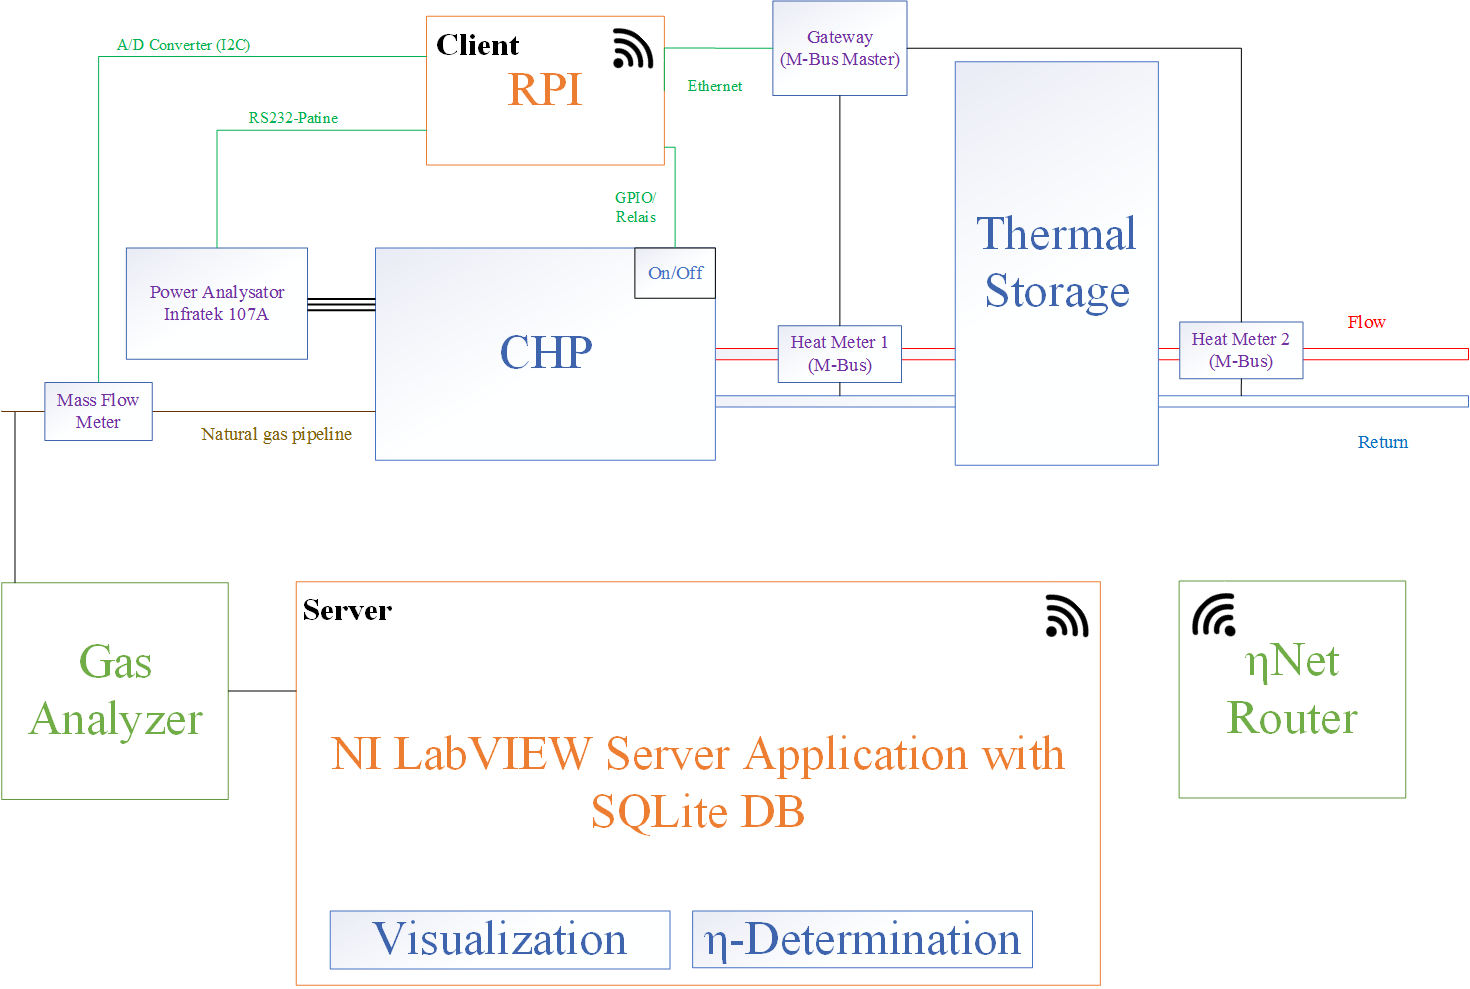 A/D Converter (I2C)
Client
RPI
Gateway
(M-Bus Master)
Ethernet
RS232-Patine
GPIO/
Relais
Thermal
Storage
On/Off
Power Analysator
Infratek 107A
CHP
Heat Meter 1
(M-Bus)
Heat Meter 2
(M-Bus)
Flow
Mass Flow
Meter
Natural gas pipeline
Return
Server
Gas
Analyzer
ηNet
Router
NI LabVIEW Server Application with
SQLite DB
Visualization
η-Determination